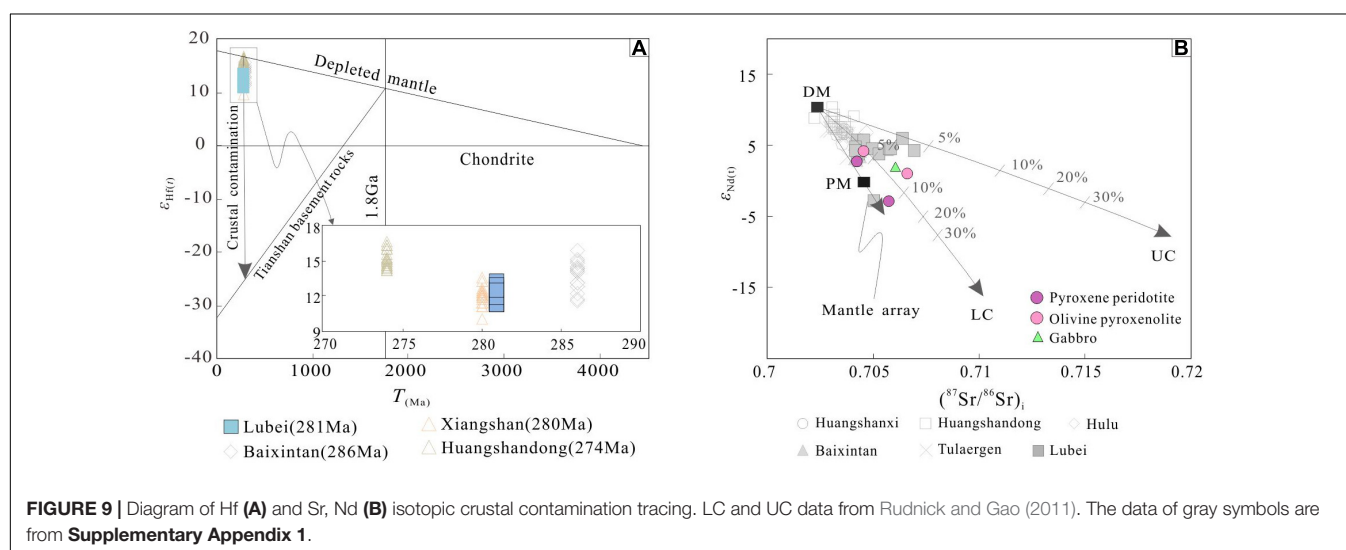 A
20
10
0
-10
-20
-30
-40
εHf(t)
Depleted mantle
Crustal contamination
Tianshan basement rocks
1.8Ga
Chondrite
18
15
12
9
270
275
280
285
290
0
1000
2000
3000
4000
T(Ma)
Lubei(281Ma)
Xiangshan(280Ma)
Baixintan(286Ma)
Huangshandong(274Ma)
B
15
5
-5
-15
εNd(t)
DM
5%
5%
10%
20%
30%
PM
10%
20%
30%
UC
LC
Mantle array
Pyroxene peridotite
Olivine pyroxenolite
Gabbro
0.7
0.705
0.71
0.715
0.72
(87Sr/86Sr)i
Huangshanxi
Huangshandong
Hulu
Baixintan
Tulaergen
Lubei
FIGURE 9 | Diagram of Hf (A) and Sr, Nd (B) isotopic crustal contamination tracing. LC and UC data from Rudnick and Gao (2011). The data of gray symbols are
from Supplementary Appendix 1.